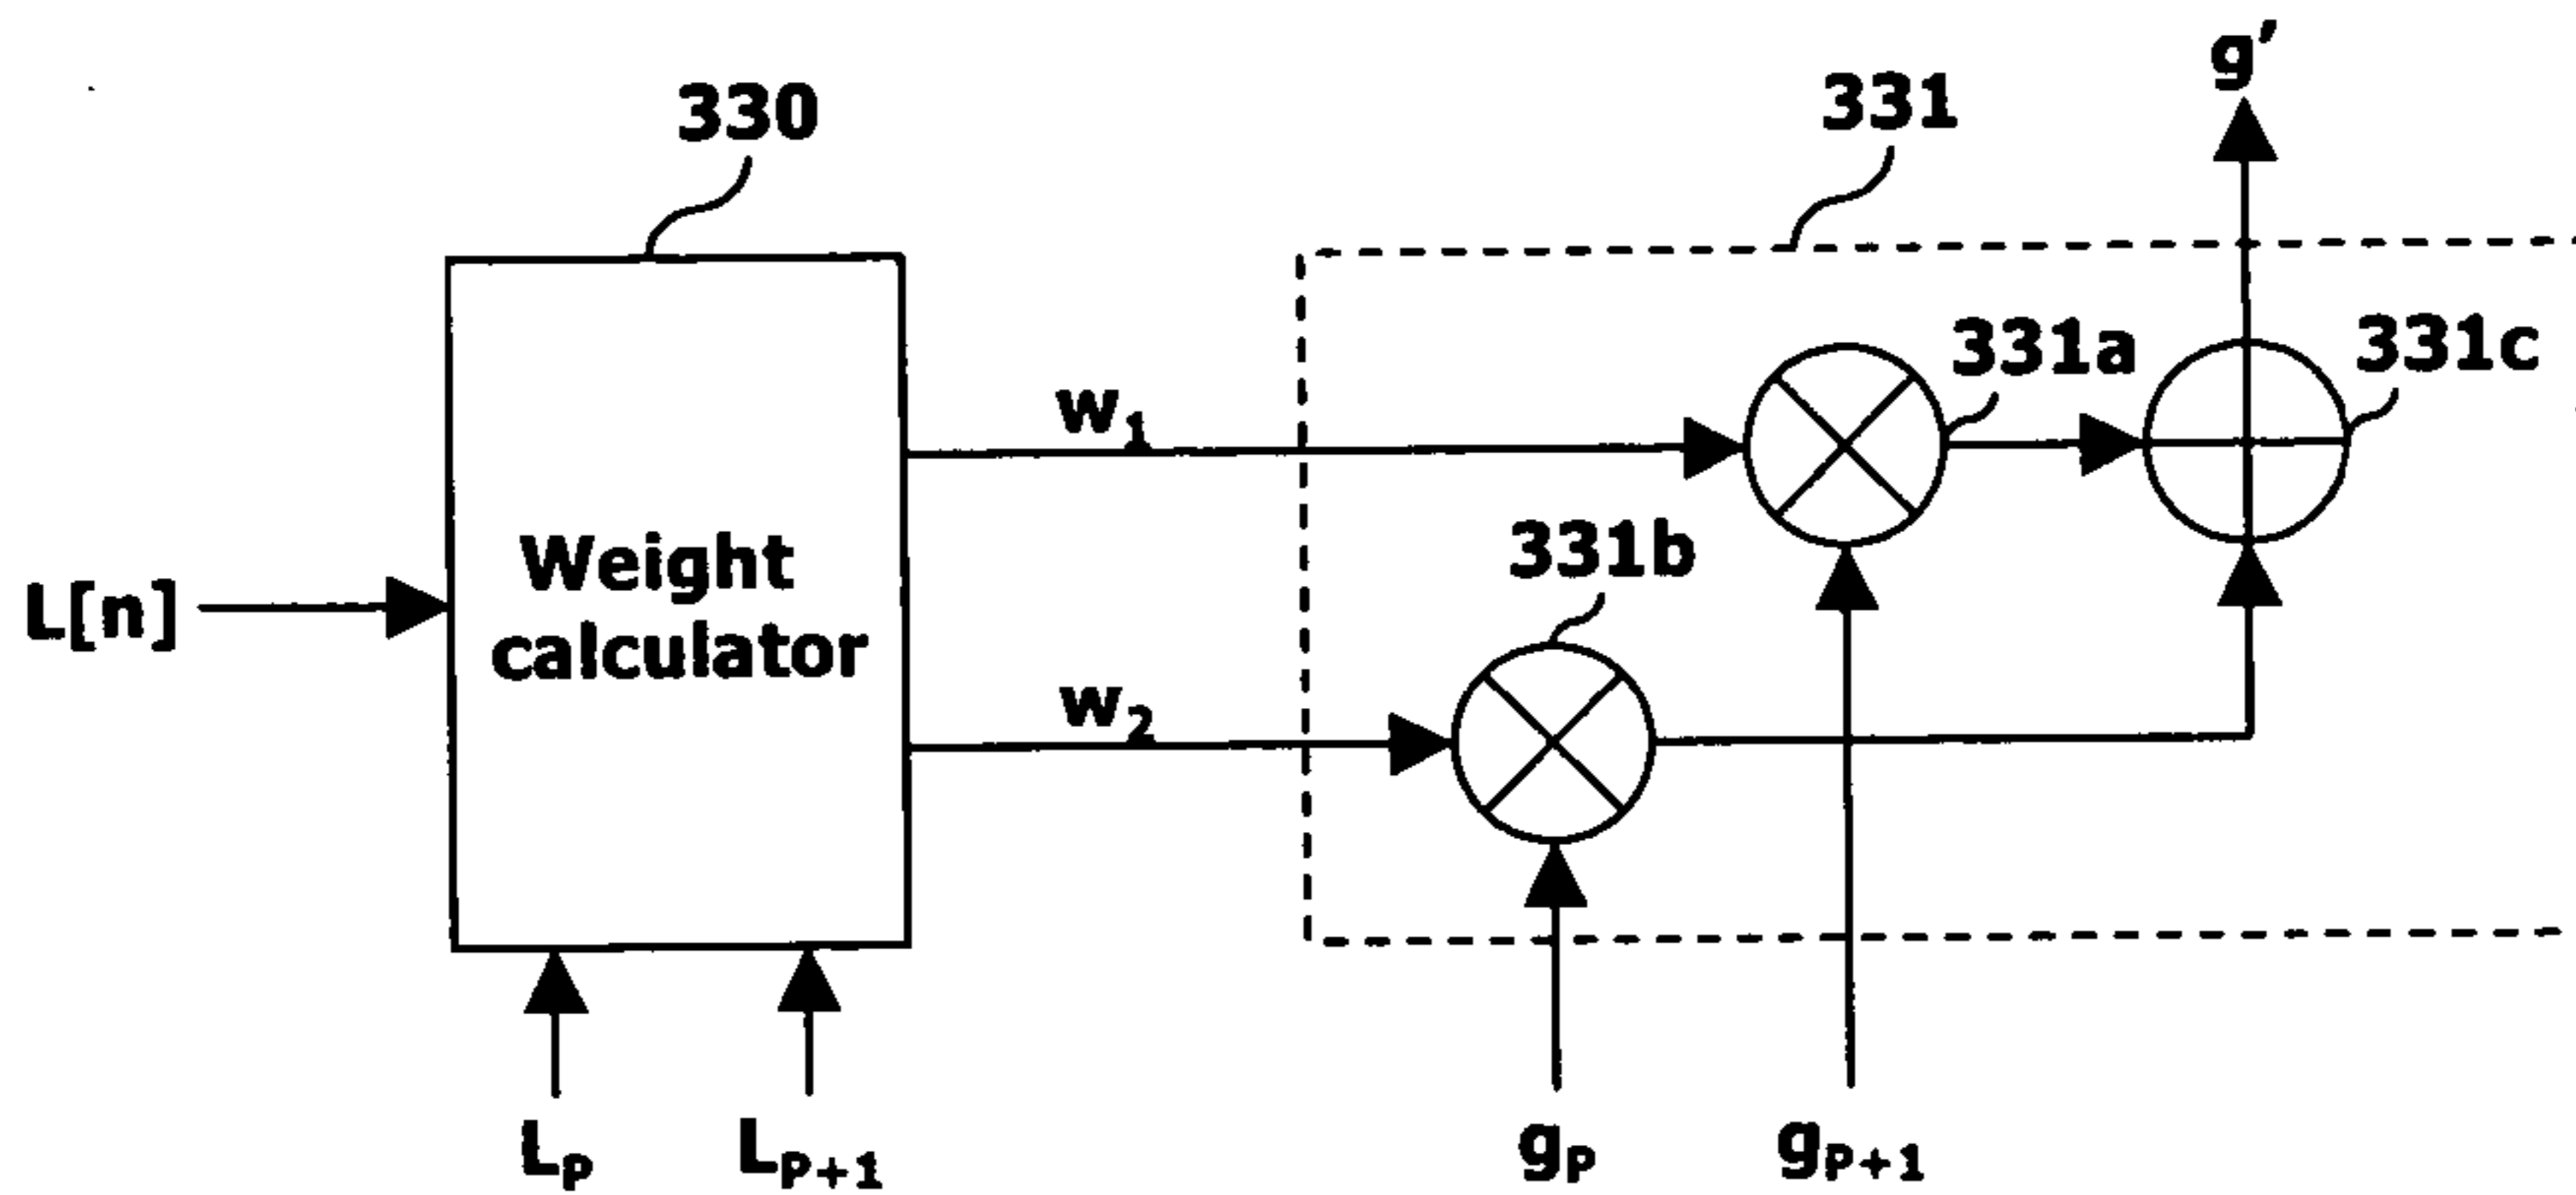 g'
330
331
331a
331c
w₁
331b
L[n]
Weight
calculator
w₂
Lₚ
Lₚ₊₁
gₚ
gₚ₊₁